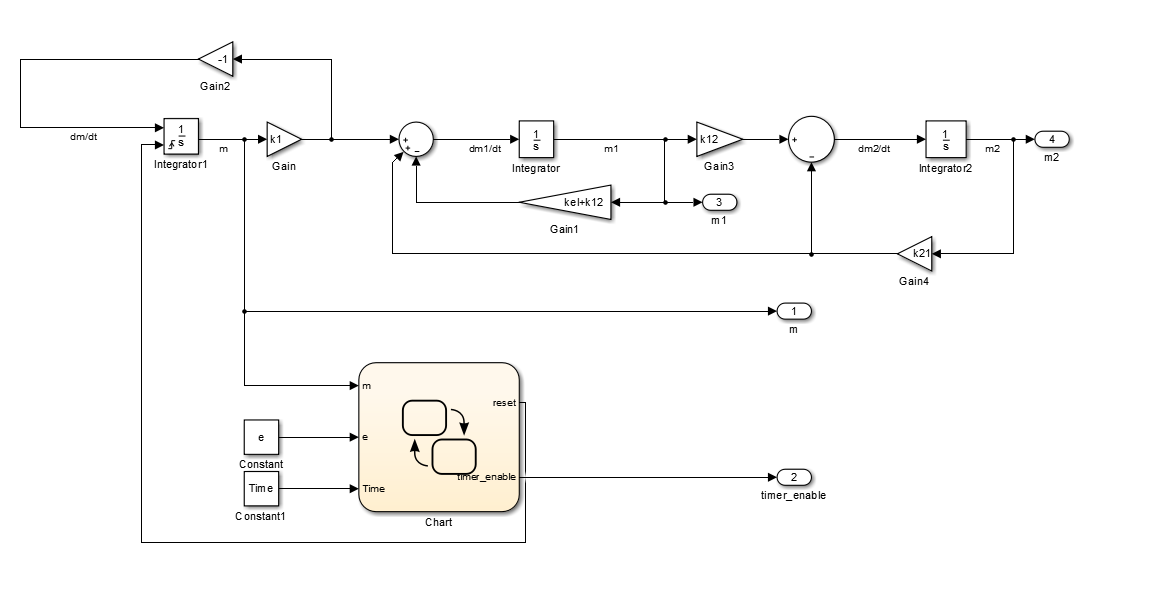 -1
Gain2
dm/dt
1
s
Integrator1
m
k1
Gain
+
+
−
dm1/dt
1
s
Integrator
m1
k12
Gain3
+
−
dm2/dt
1
s
Integrator2
m2
4
m2
kel+k12
Gain1
3
m1
k21
Gain4
1
m
m
reset
e
Constant
e
Time
Constant1
Time
timer_enable
Chart
2
timer_enable